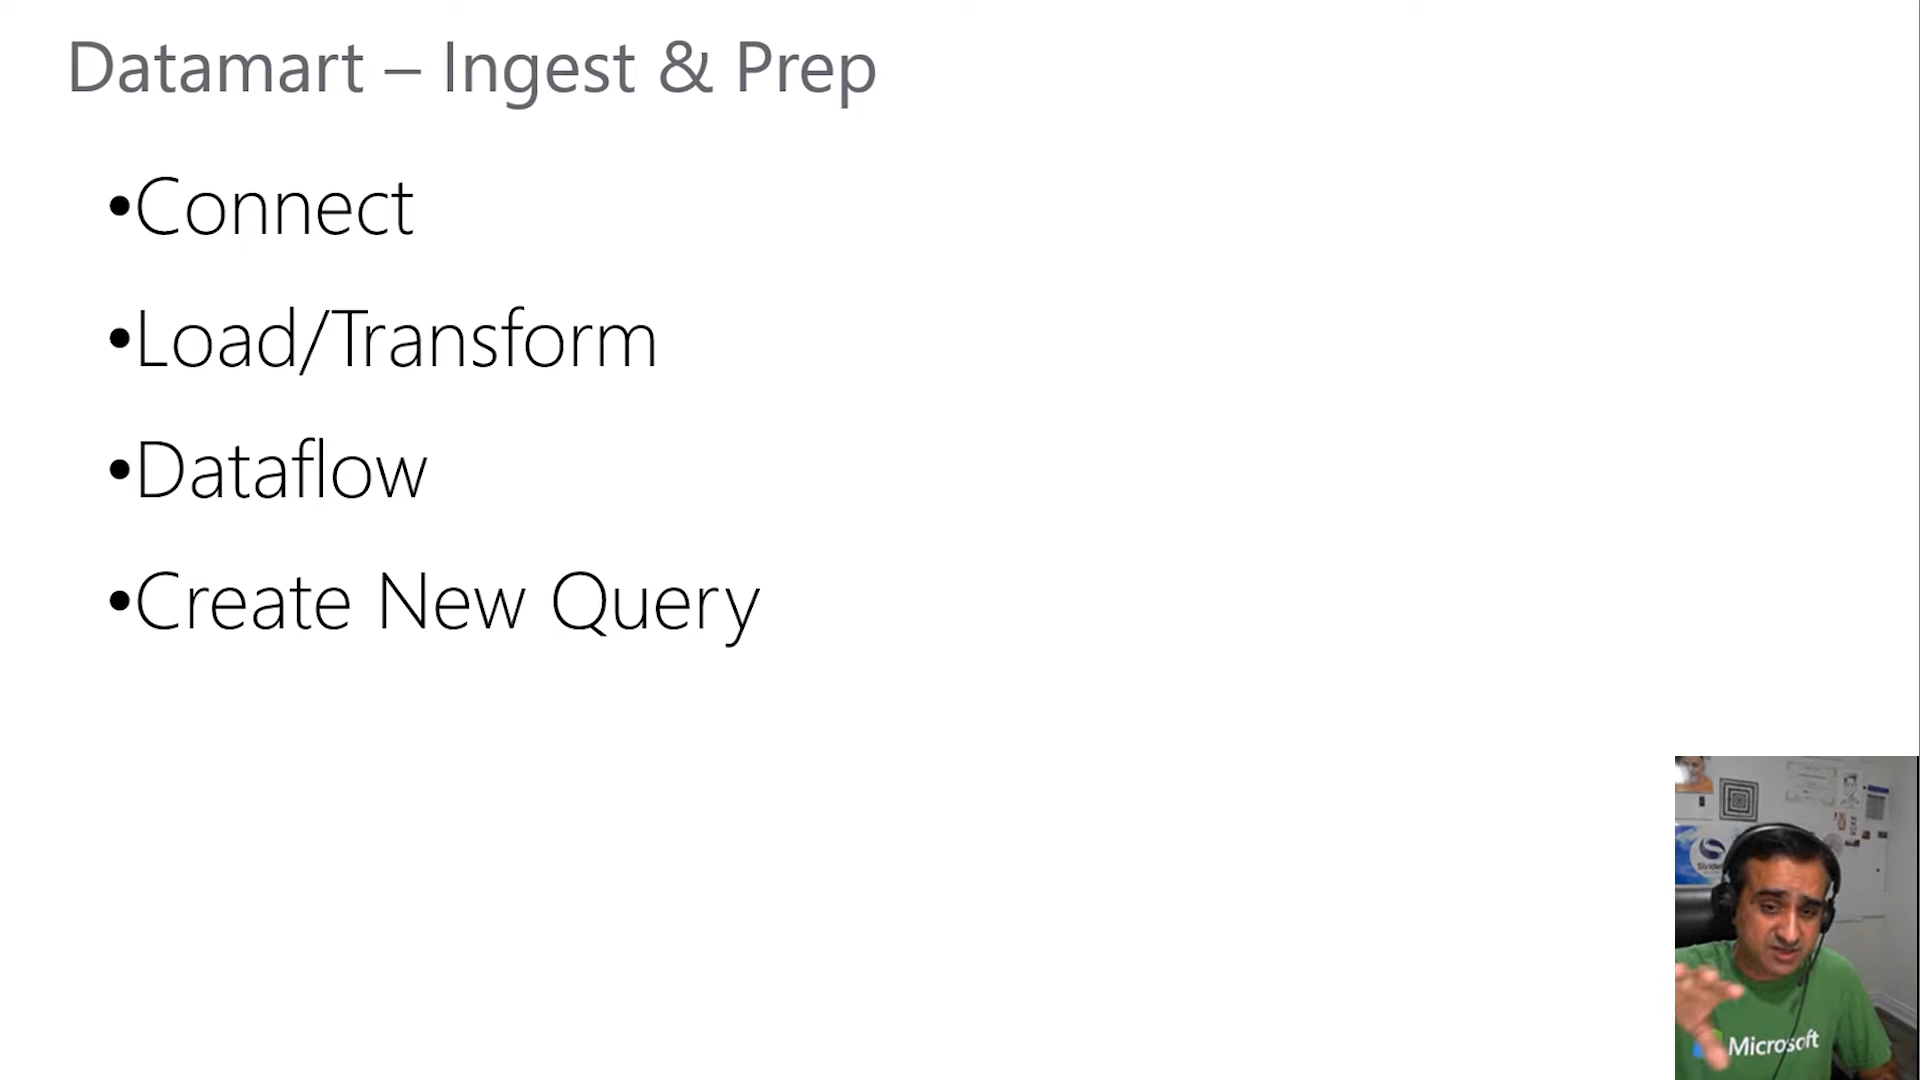 Datamart – Ingest & Prep
•Connect
•Load/Transform
•Dataflow
•Create New Query
Microsoft